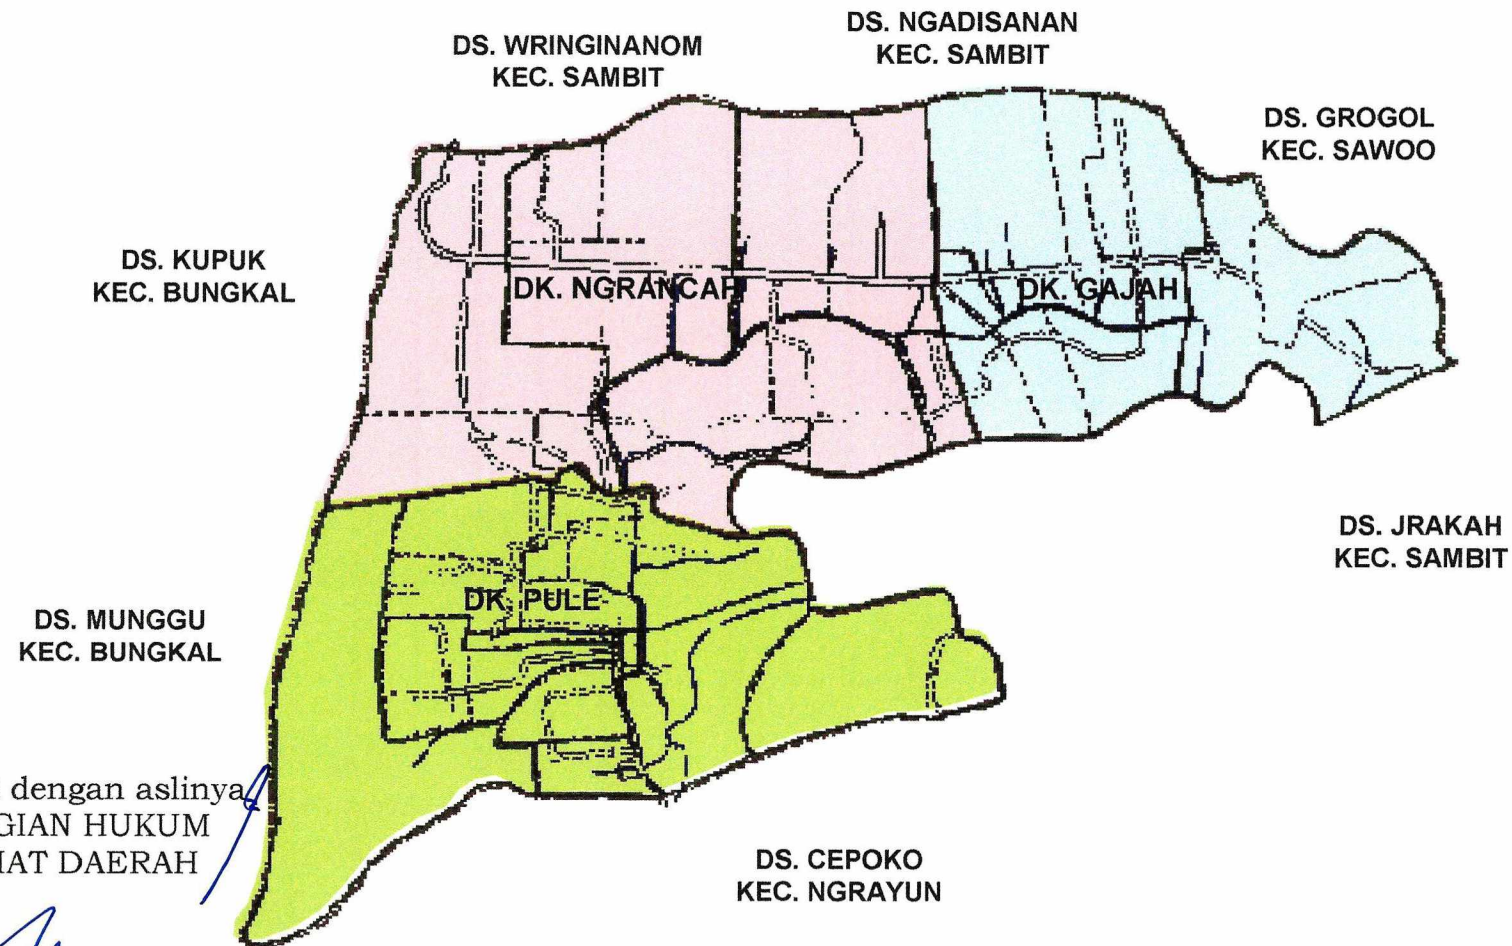 DS. NGADISANAN
KEC. SAMBIT
DS. WRINGINANOM
KEC. SAMBIT
DS. GROGOL
KEC. SAWOO
DS. KUPUK
KEC. BUNGKAL
DK. NGRANCAP
DK. GAJAH
DS. JRAKAH
KEC. SAMBIT
DK. PULE
DS. MUNGGU
KEC. BUNGKAL
dengan aslinya
GIAN HUKUM
IAT DAERAH
DS. CEPOKO
KEC. NGRAYUN